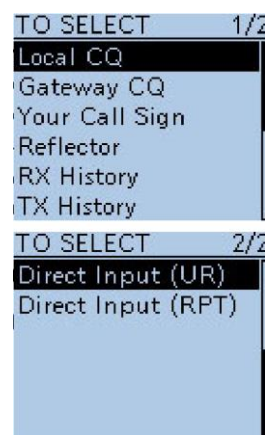 TO SELECT 1/2
Local CQ
Gateway CQ
Your Call Sign
Reflector
RX History
TX History
TO SELECT 2/2
Direct Input (UR)
Direct Input (RPT)